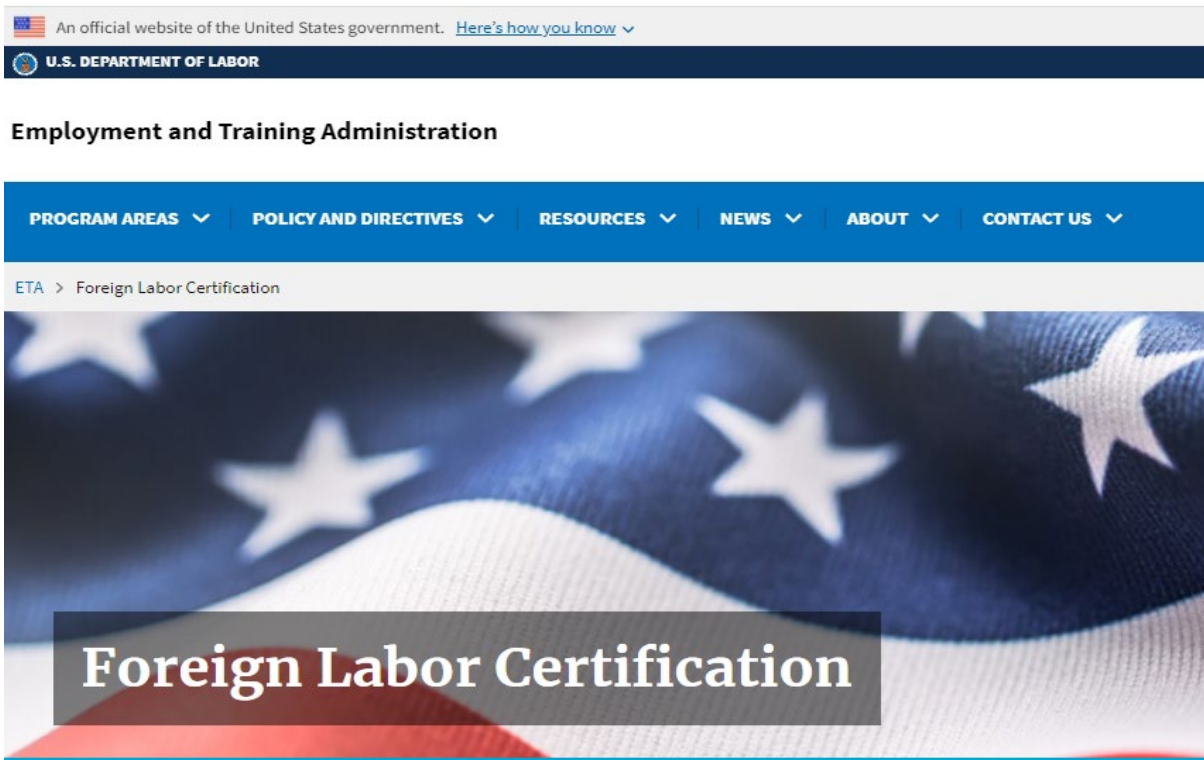 An official website of the United States government. Here's how you know
U.S. DEPARTMENT OF LABOR
Employment and Training Administration
PROGRAM AREAS POLICY AND DIRECTIVES RESOURCES NEWS ABOUT CONTACT US
ETA > Foreign Labor Certification
Foreign Labor Certification